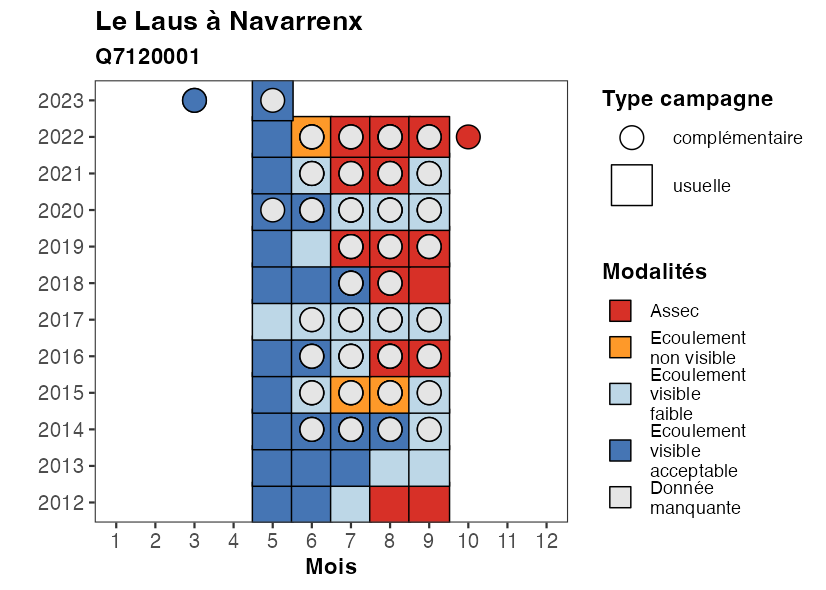 Le Laus à Navarrenx
Q7120001
2023
2022
2021
2020
2019
2018
2017
2016
2015
2014
2013
2012
1 2 3 4 5 6 7 8 9 10 11 12
Mois
Type campagne
complémentaire
usuelle
Modalités
Assec
Ecoulement
non visible
Ecoulement
visible
faible
Ecoulement
visible
acceptable
Donnée
manquante